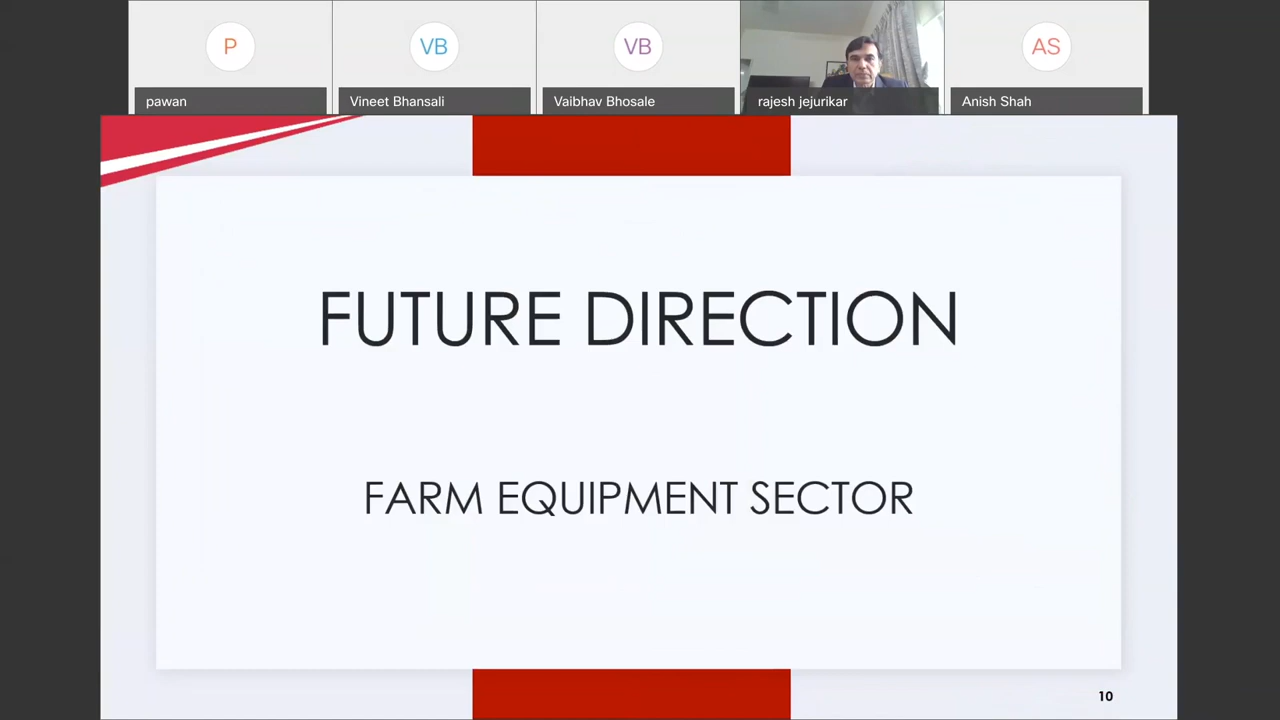 P
VB
VB
AS
pawan
Vineet Bhansali
Vaibhav Bhosale
rajesh jejurikar
Anish Shah
FUTURE DIRECTION
FARM EQUIPMENT SECTOR
10